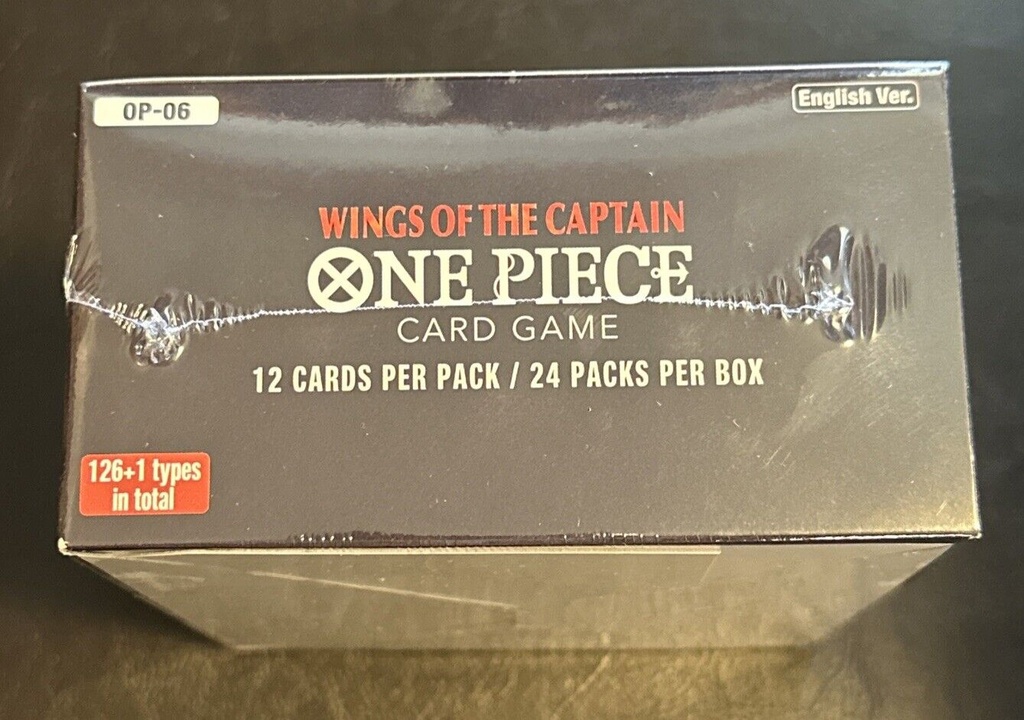 OP-06
English Ver.
WINGS OF THE CAPTAIN
ONE PIECE
CARD GAME
12 CARDS PER PACK / 24 PACKS PER BOX
126+1 types
in total